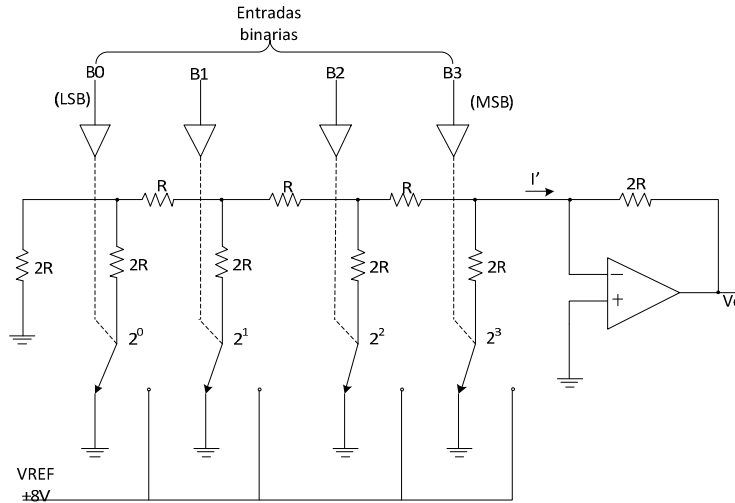 Entradas
binarias
B0 B1 B2 B3
(LSB) (MSB)
R R R I' 2R
2R 2R 2R 2R 2R
− +
2⁰ 2¹ 2² 2³
VREF
+8V